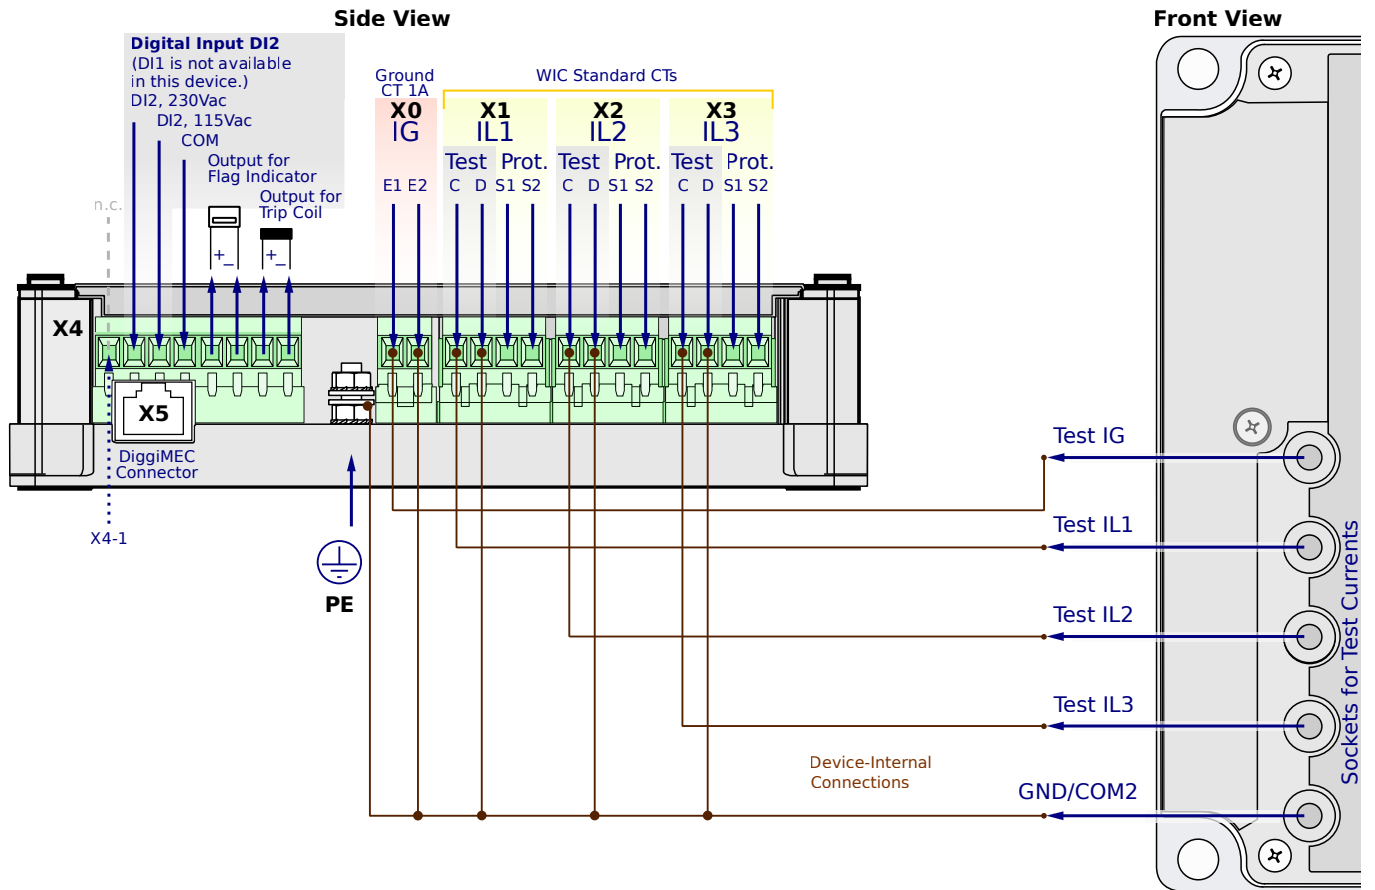 Side View
Front View
Digital Input DI2
(DI1 is not available
in this device.)
DI2, 230Vac
DI2, 115Vac
COM
Output for
Flag Indicator
Output for
Trip Coil
n.c.
+ −
+ −
Ground
CT 1A
WIC Standard CTs
X0
IG
E1 E2
X1
IL1
Test Prot.
C D S1 S2
X2
IL2
Test Prot.
C D S1 S2
X3
IL3
Test Prot.
C D S1 S2
X4
X5
DiggiMEC
Connector
X4-1
PE
Test IG
Test IL1
Test IL2
Test IL3
GND/COM2
Device-Internal
Connections
Sockets for Test Currents